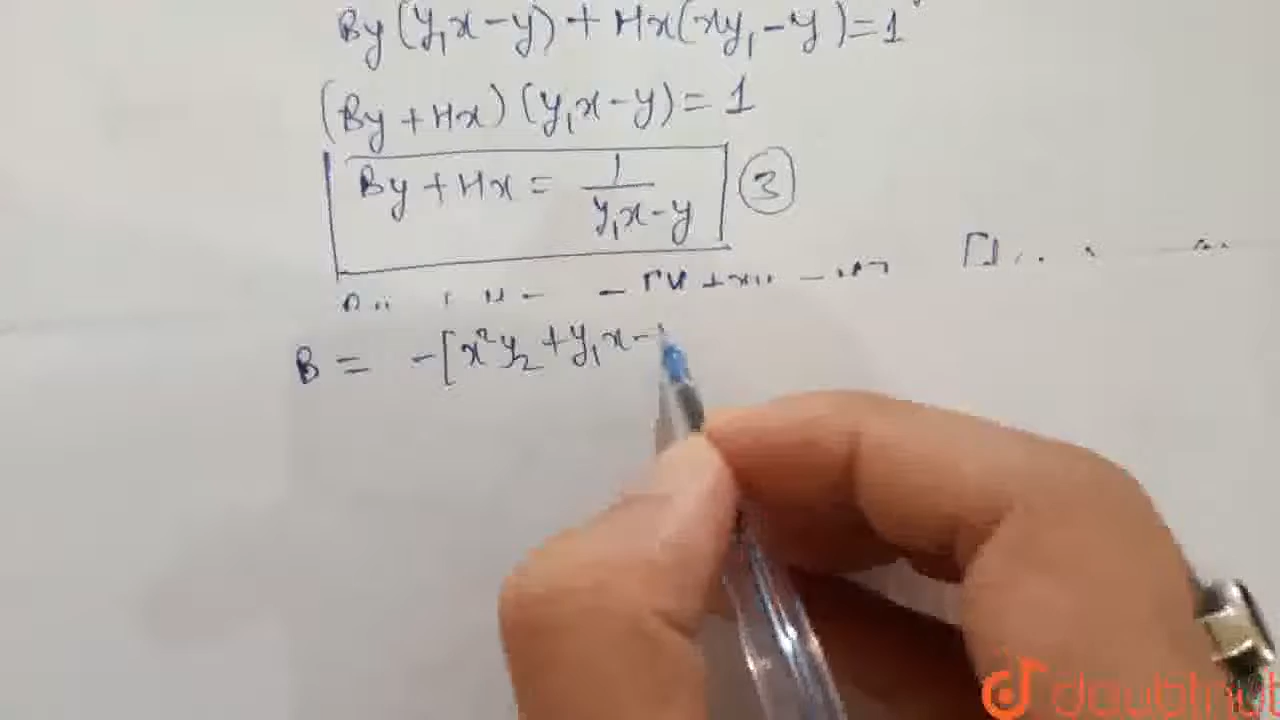 By(y₁x-y)+Hx(xy₁-y)=1
(By+Hx)(y₁x-y)=1
By+Hx= 1/(y₁x-y) ③
B= -[x²y₂+y₁x-
doubtnut